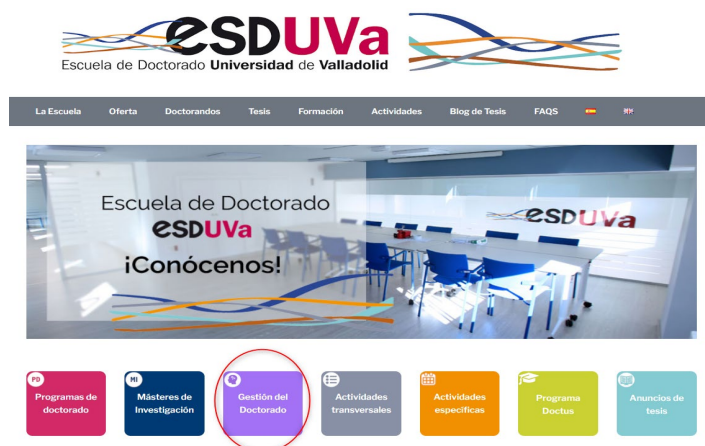 esDUVa
Escuela de Doctorado Universidad de Valladolid
La Escuela Oferta Doctorandos Tesis Formación Actividades Blog de Tesis FAQS
Escuela de Doctorado
esDUVa
¡Conócenos!
esDUVa
PD
Programas de
doctorado
MI
Másteres de
Investigación
Gestión del
Doctorado
Actividades
transversales
Actividades
específicas
Programa
Doctus
Anuncios de
tesis